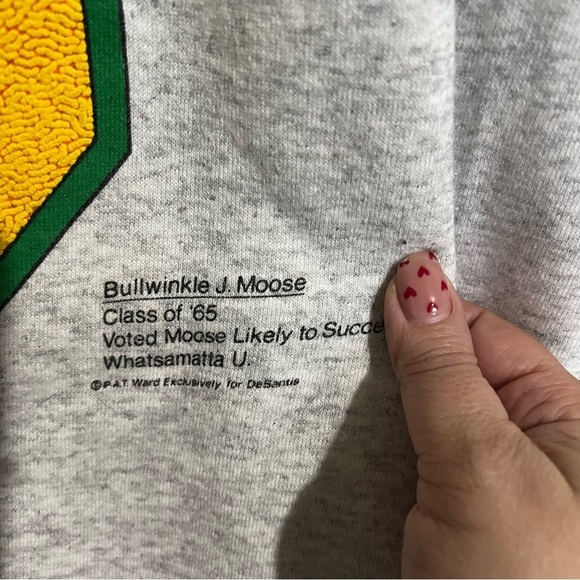 Bullwinkle J. Moose
Class of '65
Voted Moose Likely to Succe
Whatsamatta U.
©P.A.T. Ward Exclusively for DeSantis